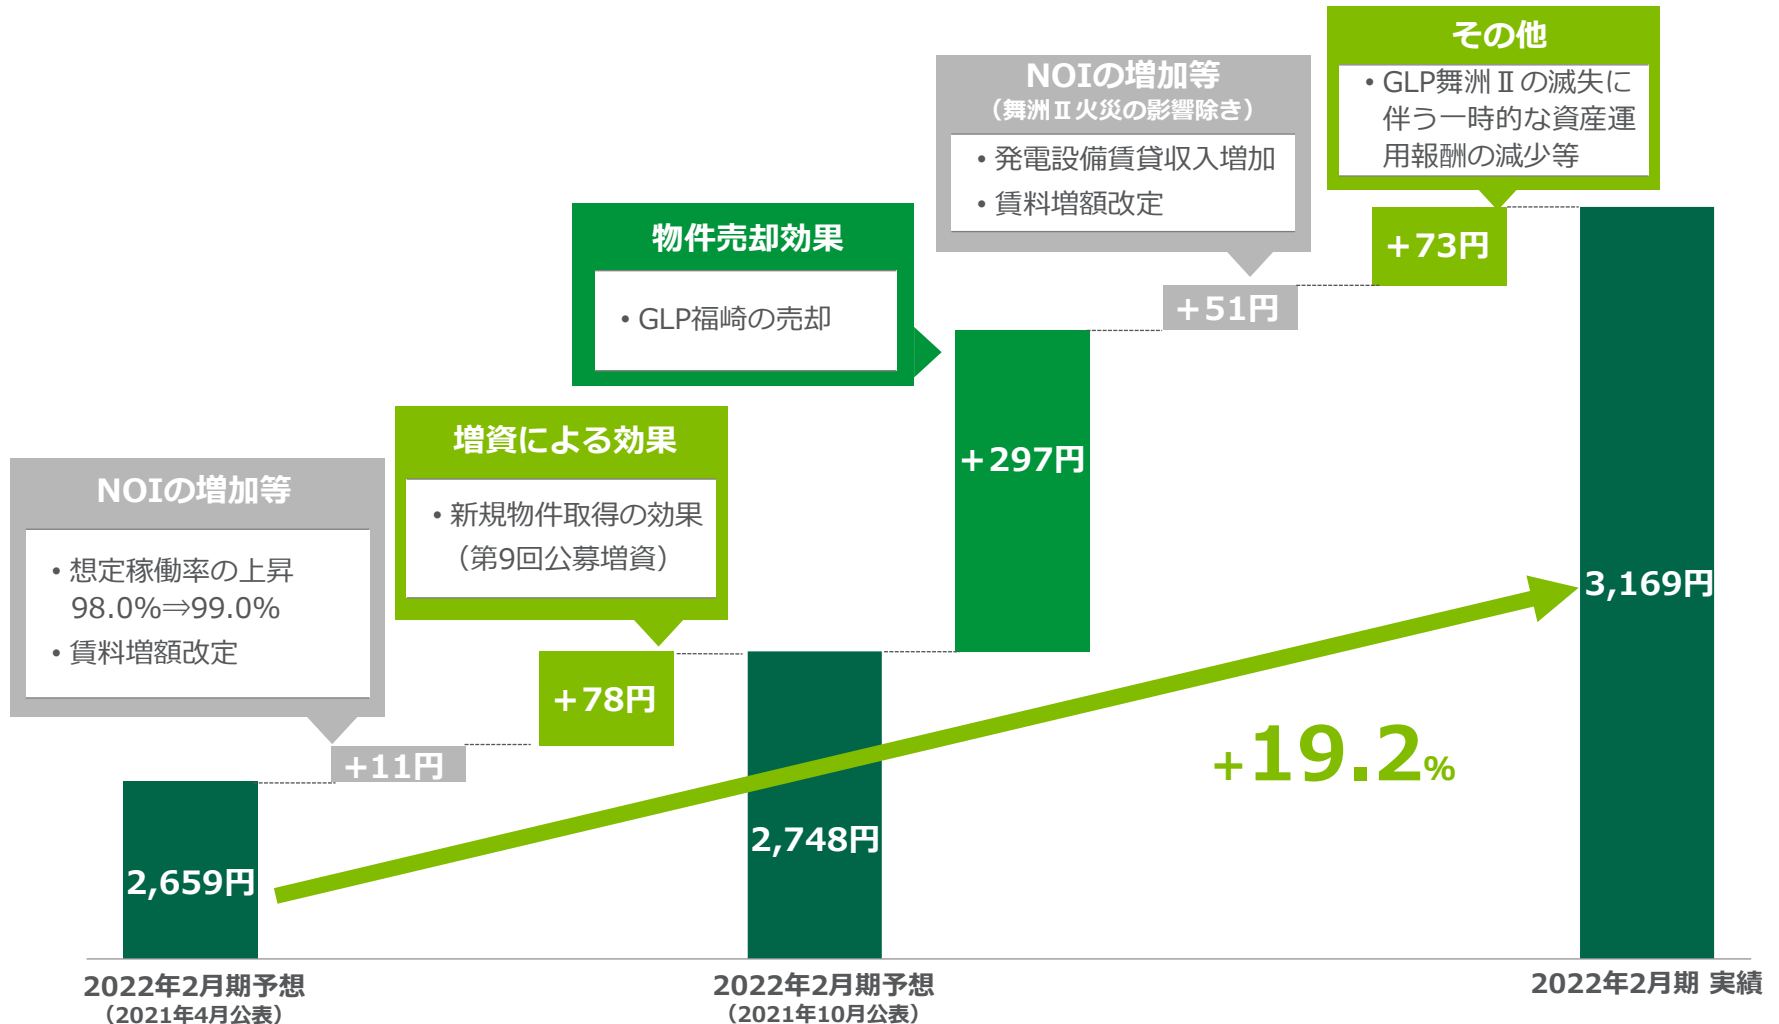 NOIの増加等
・想定稼働率の上昇
98.0%⇒99.0%
・賃料増額改定
+11円
増資による効果
・新規物件取得の効果
（第9回公募増資）
+78円
物件売却効果
・GLP福崎の売却
+297円
NOIの増加等
（舞洲Ⅱ火災の影響除き）
・発電設備賃貸収入増加
・賃料増額改定
+51円
その他
・GLP舞洲Ⅱの滅失に
伴う一時的な資産運
用報酬の減少等
+73円
2,659円
2,748円
3,169円
+19.2%
2022年2月期予想
（2021年4月公表）
2022年2月期予想
（2021年10月公表）
2022年2月期 実績